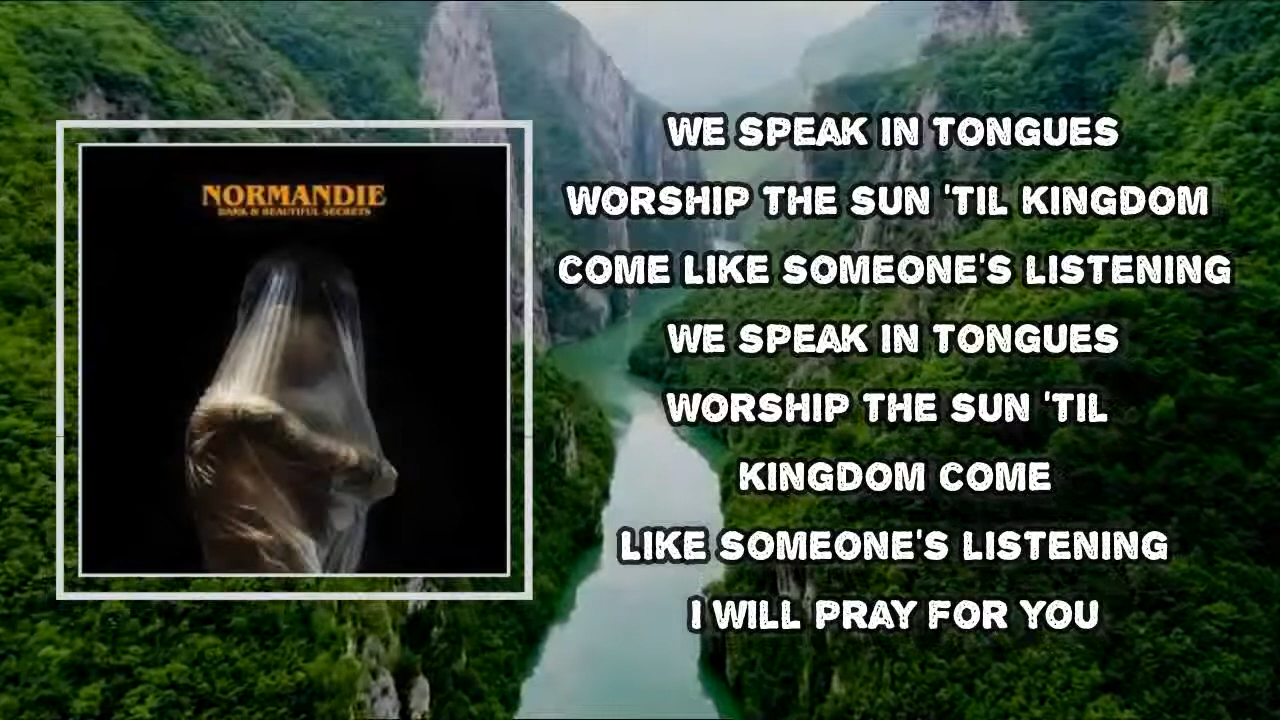 NORMANDIE
DARK & BEAUTIFUL SECRETS
WE SPEAK IN TONGUES
WORSHIP THE SUN 'TIL KINGDOM
COME LIKE SOMEONE'S LISTENING
WE SPEAK IN TONGUES
WORSHIP THE SUN 'TIL
KINGDOM COME
LIKE SOMEONE'S LISTENING
I WILL PRAY FOR YOU